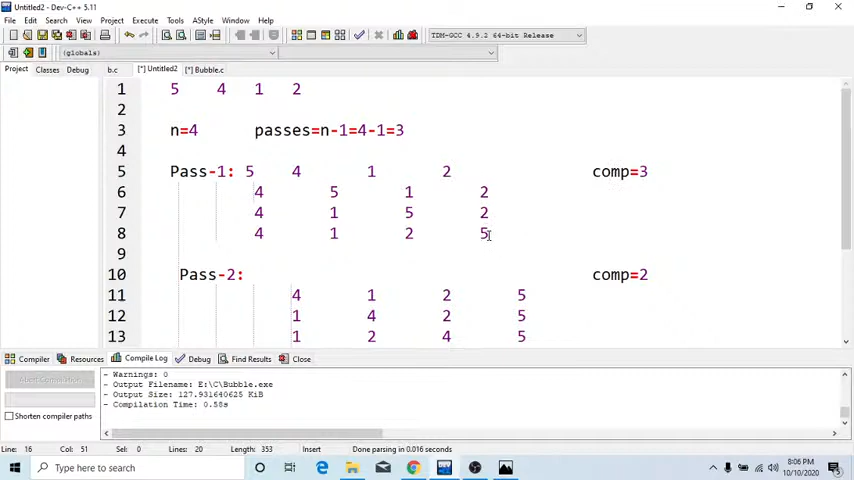 Untitled2 - Dev-C++ 5.11
File Edit Search View Project Execute Tools AStyle Window Help
TDM-GCC 4.9.2 64-bit Release
(globals)
Project Classes Debug b.c [*] Untitled2 [*] Bubble.c
1 5 4 1 2
2
3 n=4 passes=n-1=4-1=3
4
5 Pass-1: 5 4 1 2 comp=3
6 4 5 1 2
7 4 1 5 2
8 4 1 2 5
9
10 Pass-2: comp=2
11 4 1 2 5
12 1 4 2 5
13 1 2 4 5
Compiler Resources Compile Log Debug Find Results Close
- Warnings: 0
- Output Filename: E:\C\Bubble.exe
- Output Size: 127.931640625 KiB
- Compilation Time: 0.58s
Shorten compiler paths
Line: 16 Col: 51 Sel: 0 Lines: 20 Length: 353 Insert Done parsing in 0.016 seconds
Type here to search
8:06 PM
10/10/2020
5